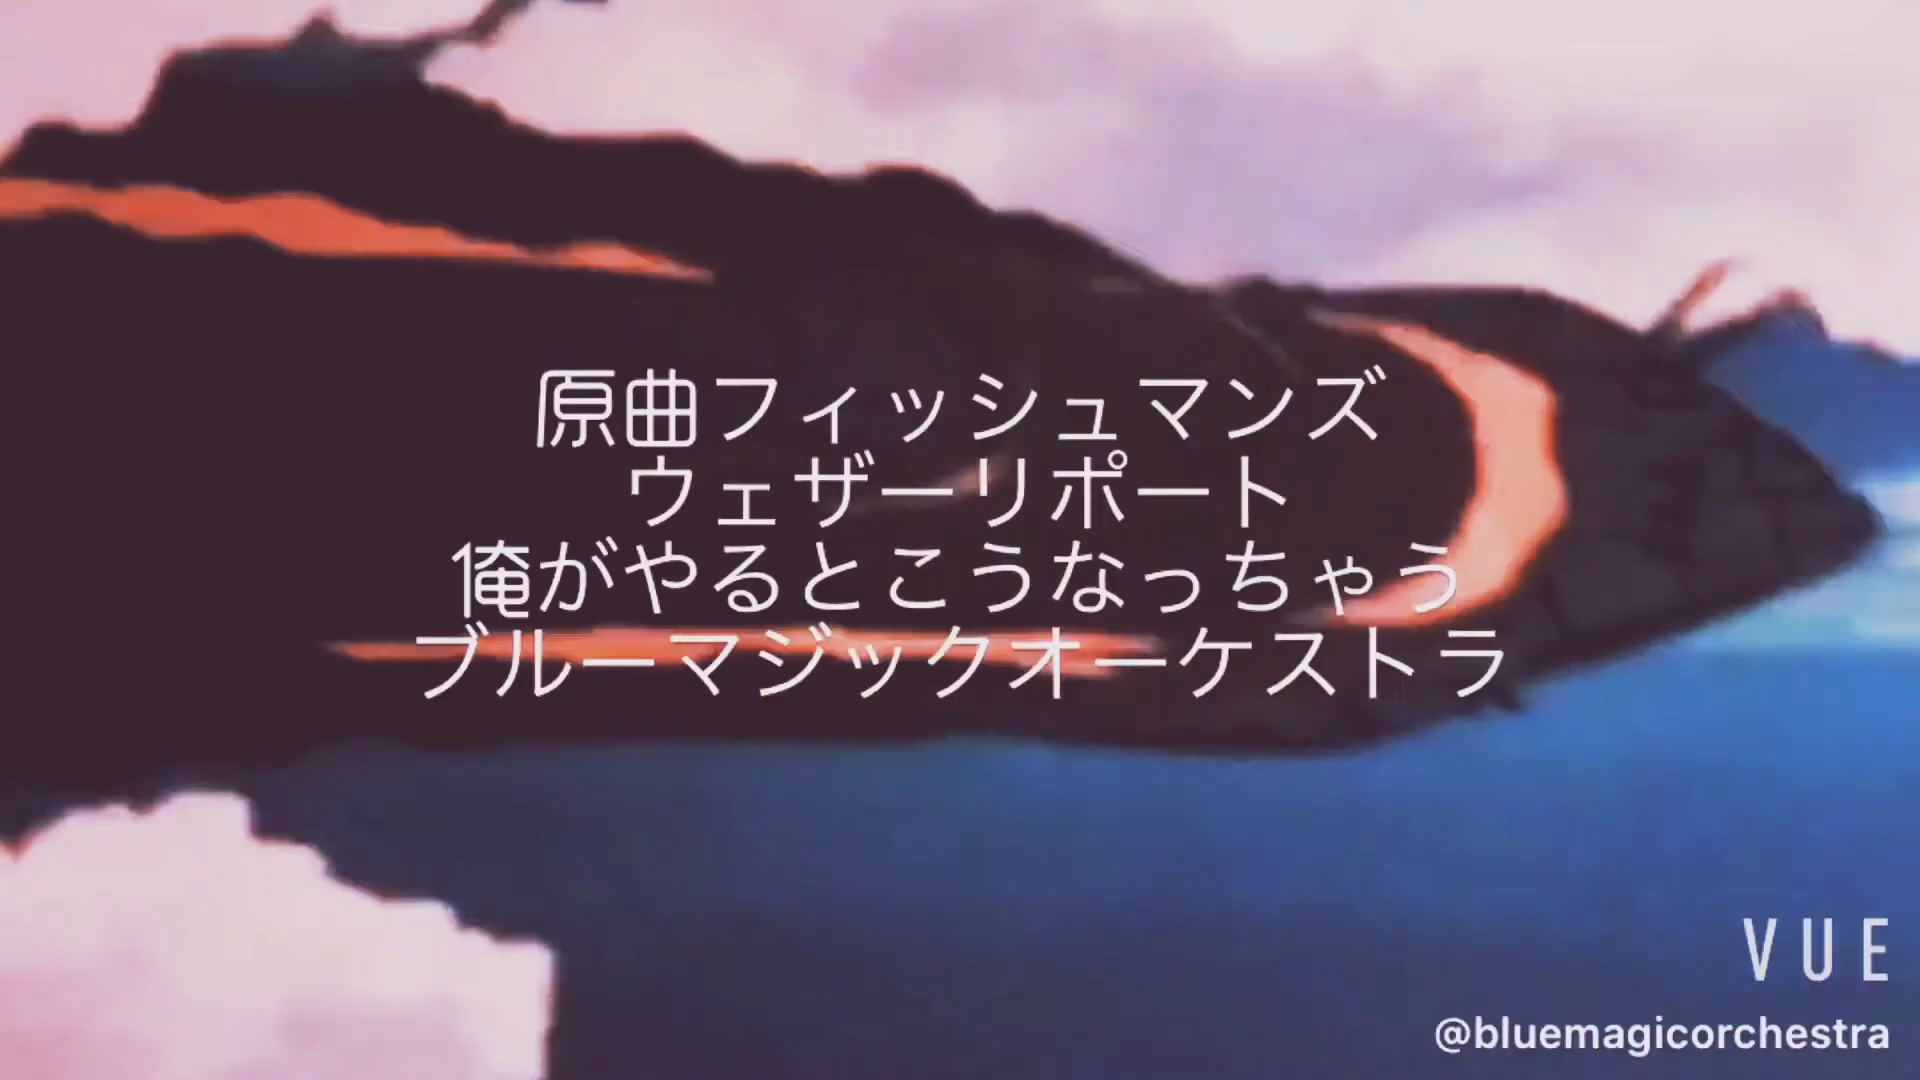 原曲フィッシュマンズ
ウェザーリポート
俺がやるとこうなっちゃう
ブルーマジックオーケストラ
VUE
@bluemagicorchestra